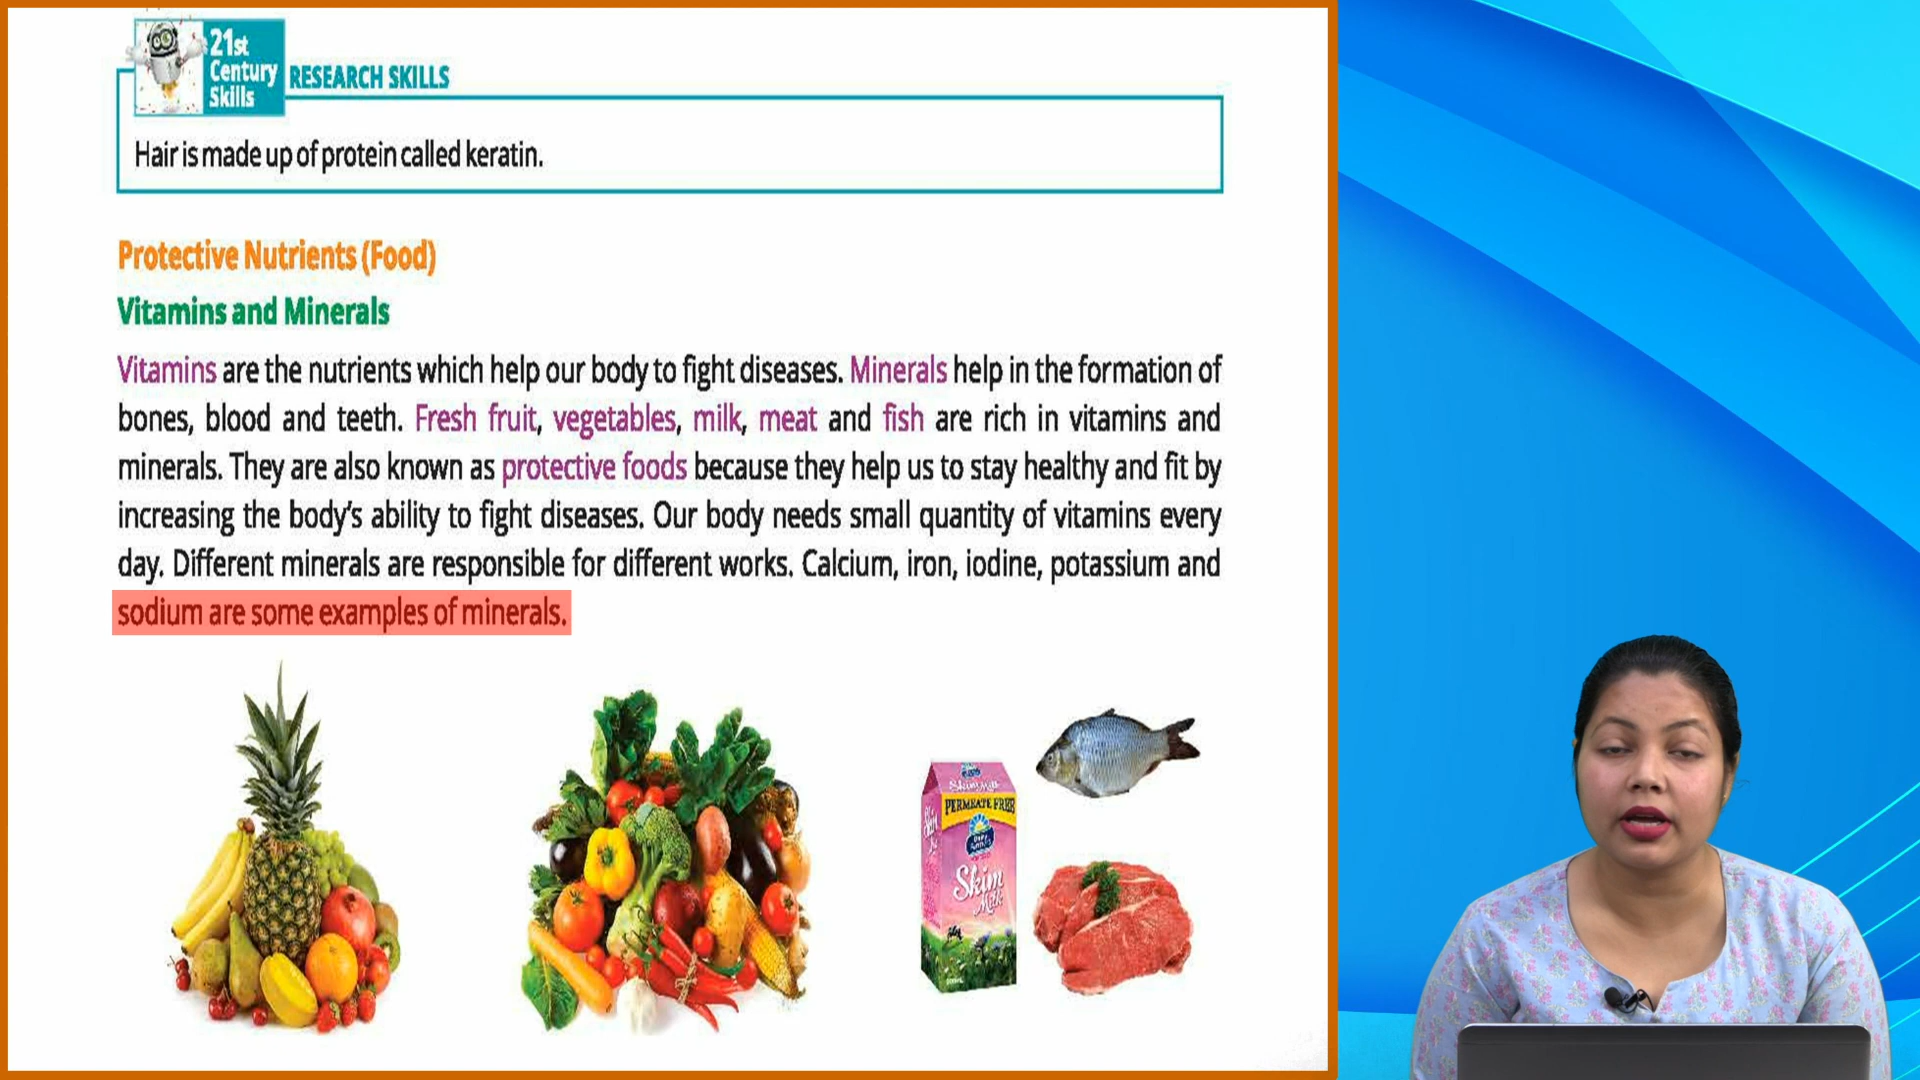 21st
Century
Skills
RESEARCH SKILLS
Hair is made up of protein called keratin.
Protective Nutrients (Food)
Vitamins and Minerals
Vitamins are the nutrients which help our body to fight diseases. Minerals help in the formation of
bones, blood and teeth. Fresh fruit, vegetables, milk, meat and fish are rich in vitamins and
minerals. They are also known as protective foods because they help us to stay healthy and fit by
increasing the body's ability to fight diseases. Our body needs small quantity of vitamins every
day. Different minerals are responsible for different works. Calcium, iron, iodine, potassium and
sodium are some examples of minerals.
PERMEATE FREE
Skim
Milk